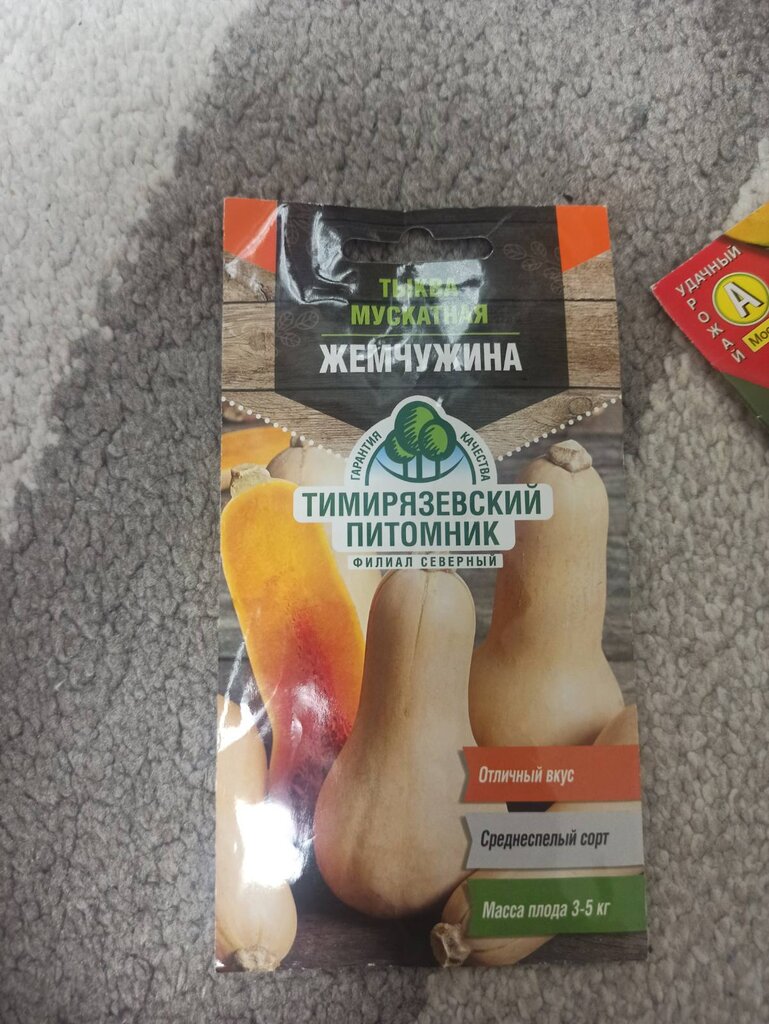 ТЫКВА
МУСКАТНАЯ
ЖЕМЧУЖИНА
ГАРАНТИЯ КАЧЕСТВА
ТИМИРЯЗЕВСКИЙ
ПИТОМНИК
ФИЛИАЛ СЕВЕРНЫЙ
Отличный вкус
Среднеспелый сорт
Масса плода 3-5 кг
УДАЧНЫЙ
РОЖАЙ
А